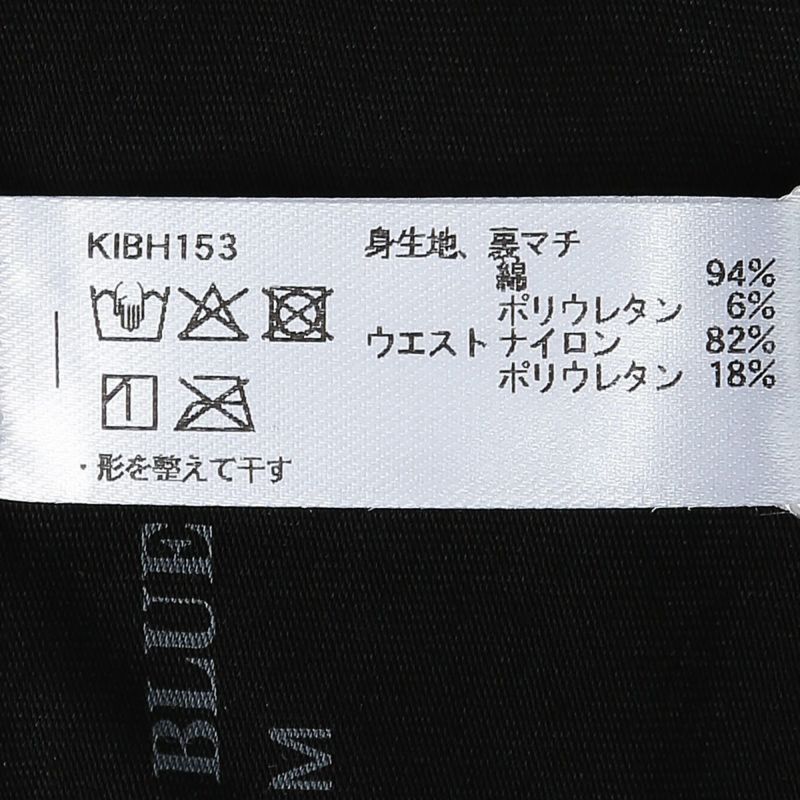 KIBH153
・形を整えて干す
身生地、裏マチ
綿 94%
ポリウレタン 6%
ウエスト ナイロン 82%
ポリウレタン 18%
BLUE
M